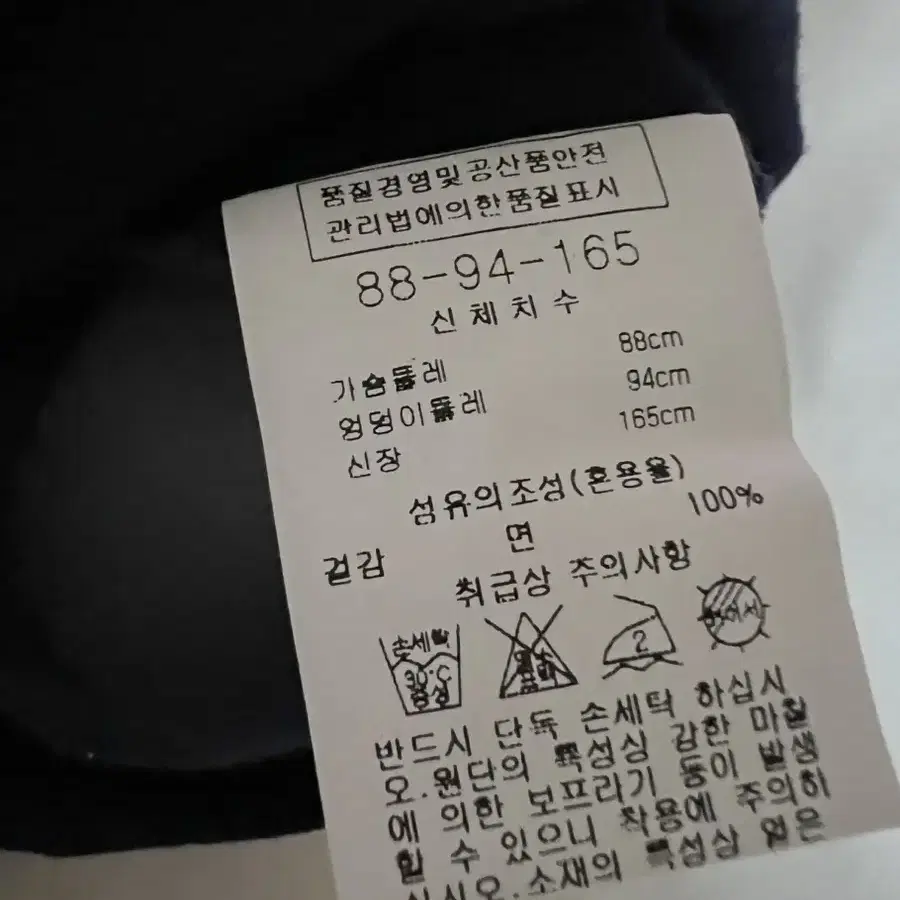 품질경영및공산품안전
관리법에의한품질표시
88-94-165
신체치수
가슴둘레 88cm
엉덩이둘레 94cm
신장 165cm
섬유의조성(혼용율)
겉감 면 100%
취급상 주의사항
손세탁
30°C
중성
2
반드시 단독 손세탁 하십시
오.원단의 특성상 강한 마찰
에 의한 보프라기 등이 발생
할 수 있으니 착용에 주의하
십시오.소재의 특성상 옅은